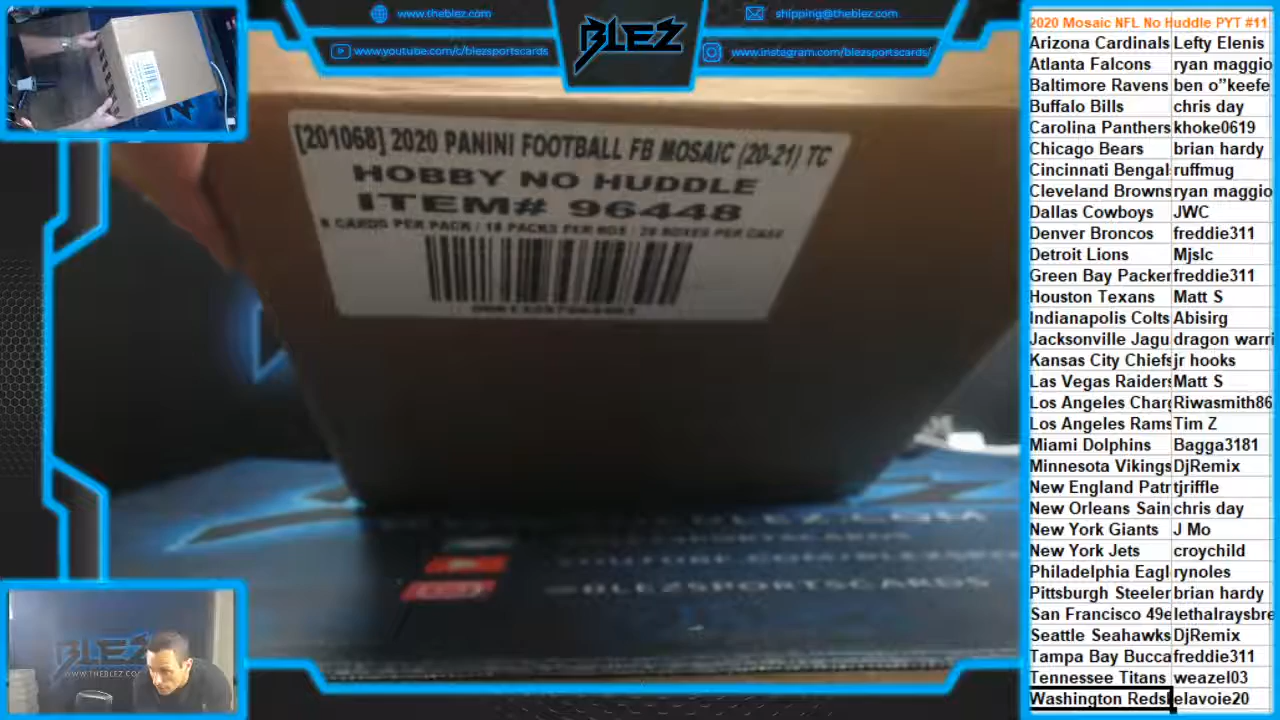 www.theblez.com
shipping@theblez.com
www.youtube.com/c/blezsportscards
www.instagram.com/blezsportscards/
BLEZ
[201068] 2020 PANINI FOOTBALL FB MOSAIC (20-21) TC
HOBBY NO HUDDLE
ITEM# 96448
CARDS PER PACK / PACKS PER BOX / 20 BOXES PER CASE
BLEZ
WWW.THEBLEZ.COM
2020 Mosaic NFL No Huddle PYT #11
Arizona Cardinals Lefty Elenis
Atlanta Falcons ryan maggio
Baltimore Ravens ben o"keefe
Buffalo Bills chris day
Carolina Panthers khoke0619
Chicago Bears brian hardy
Cincinnati Bengal ruffmug
Cleveland Browns ryan maggio
Dallas Cowboys JWC
Denver Broncos freddie311
Detroit Lions Mjslc
Green Bay Packer freddie311
Houston Texans Matt S
Indianapolis Colts Abisirg
Jacksonville Jagu dragon warri
Kansas City Chiefs jr hooks
Las Vegas Raiders Matt S
Los Angeles Charg Riwasmith86
Los Angeles Rams Tim Z
Miami Dolphins Bagga3181
Minnesota Vikings DjRemix
New England Patr tjriffle
New Orleans Sain chris day
New York Giants J Mo
New York Jets croychild
Philadelphia Eagl rynoles
Pittsburgh Steeler brian hardy
San Francisco 49e lethalraysbre
Seattle Seahawks DjRemix
Tampa Bay Bucca freddie311
Tennessee Titans weazel03
Washington Reds elavoie20